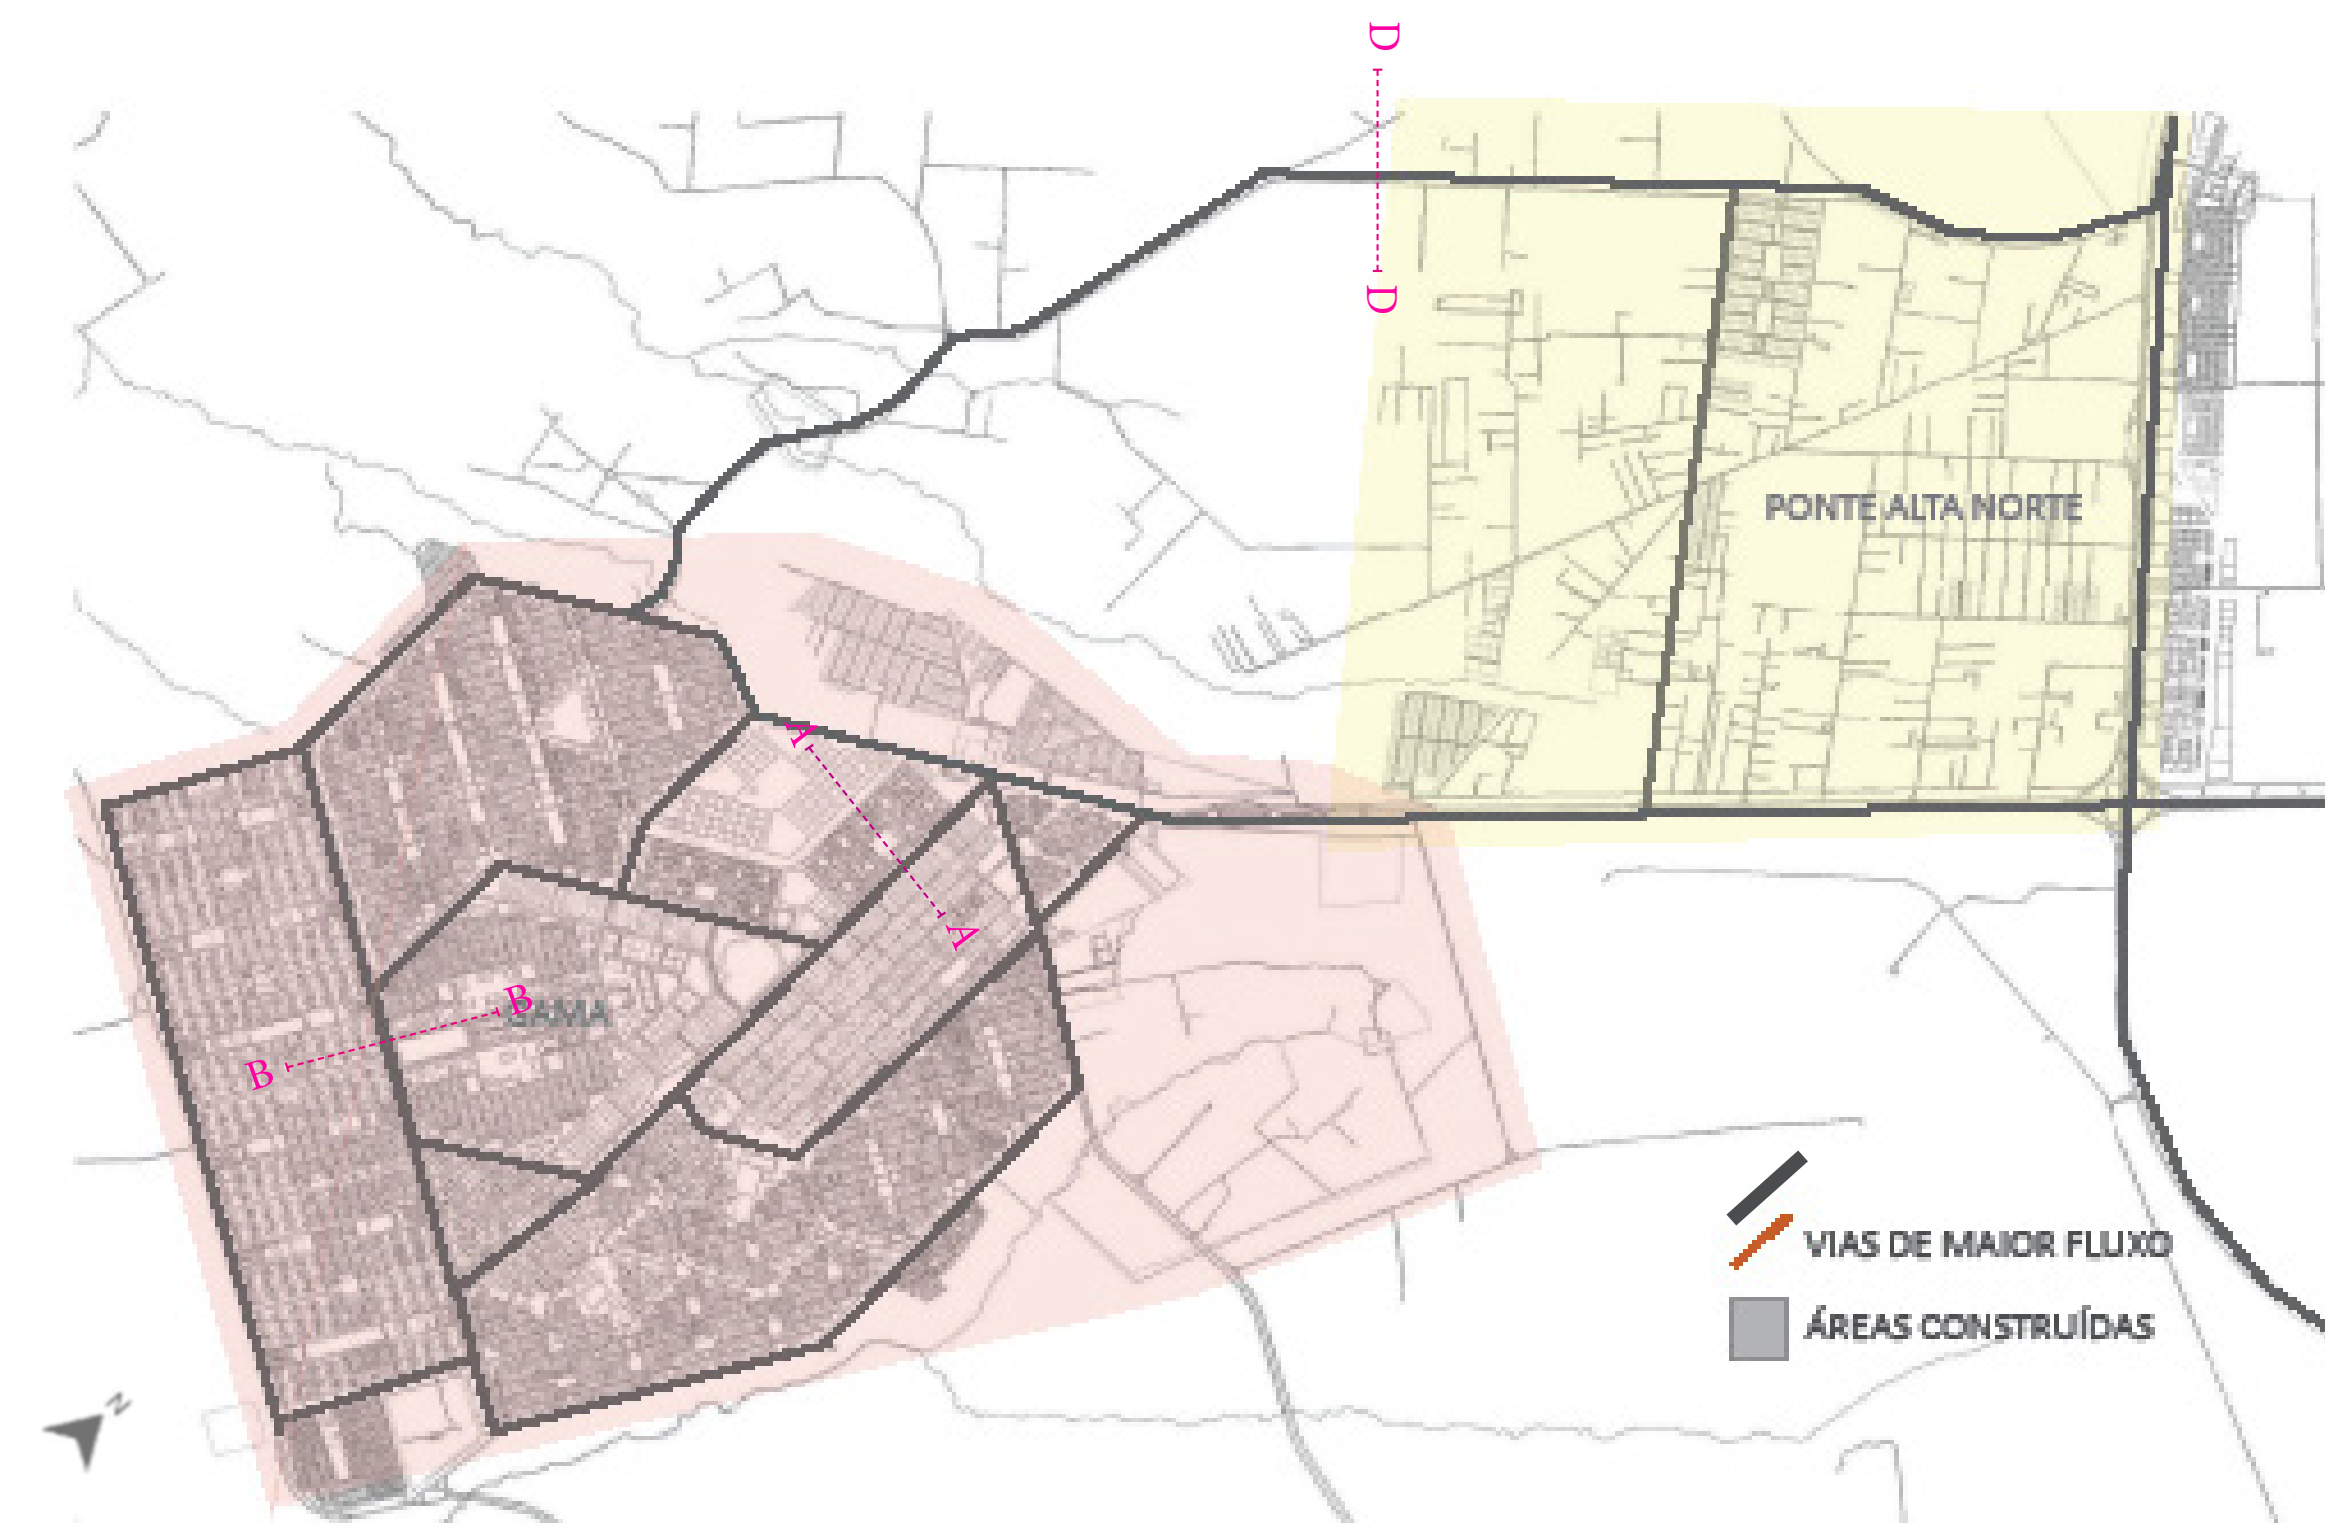 D
D
PONTE ALTA NORTE
A
A
B
GAMA
B
VIAS DE MAIOR FLUXO
ÁREAS CONSTRUÍDAS
N